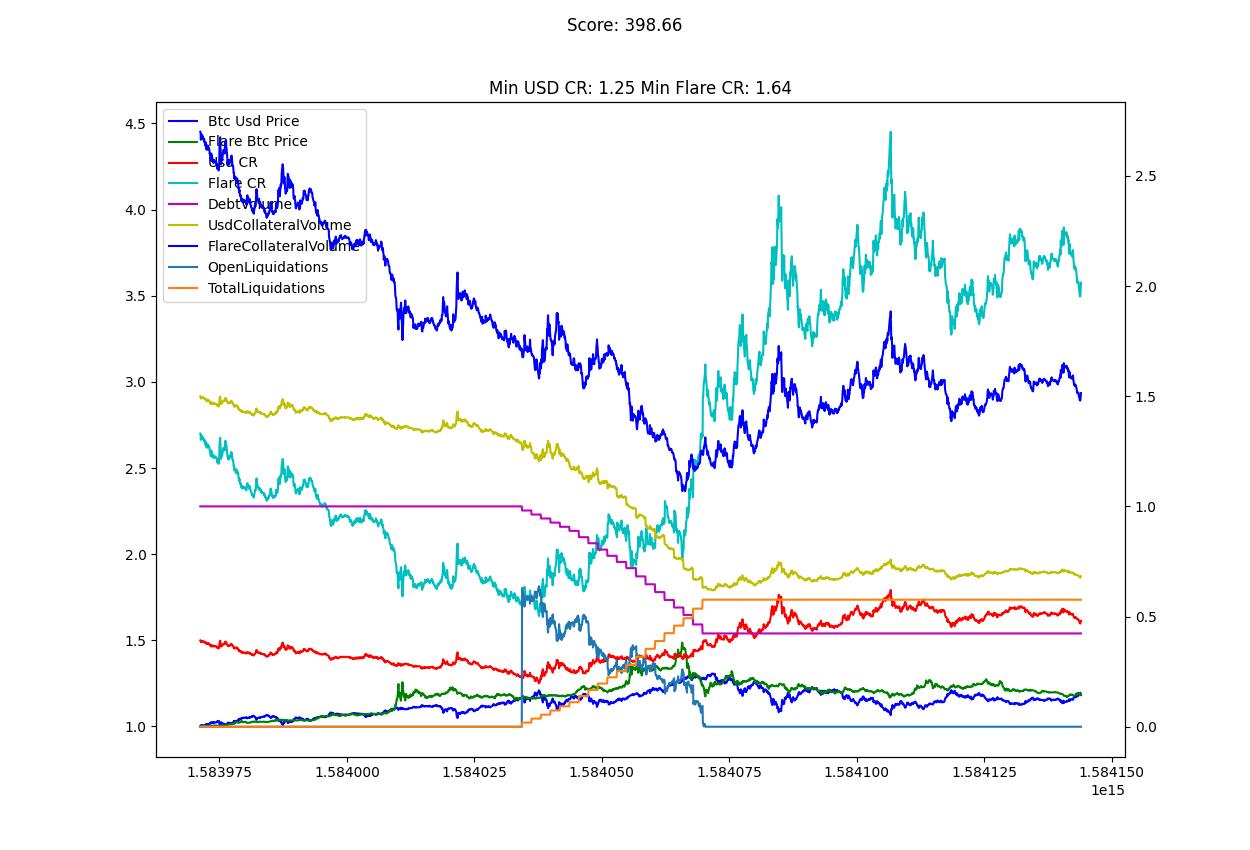 Score: 398.66
Min USD CR: 1.25 Min Flare CR: 1.64
Btc Usd Price
Flare Btc Price
Usd CR
Flare CR
DebtVolume
UsdCollateralVolume
FlareCollateralVolume
OpenLiquidations
TotalLiquidations
4.5
4.0
3.5
3.0
2.5
2.0
1.5
1.0
2.5
2.0
1.5
1.0
0.5
0.0
1.583975 1.584000 1.584025 1.584050 1.584075 1.584100 1.584125 1.584150
1e15